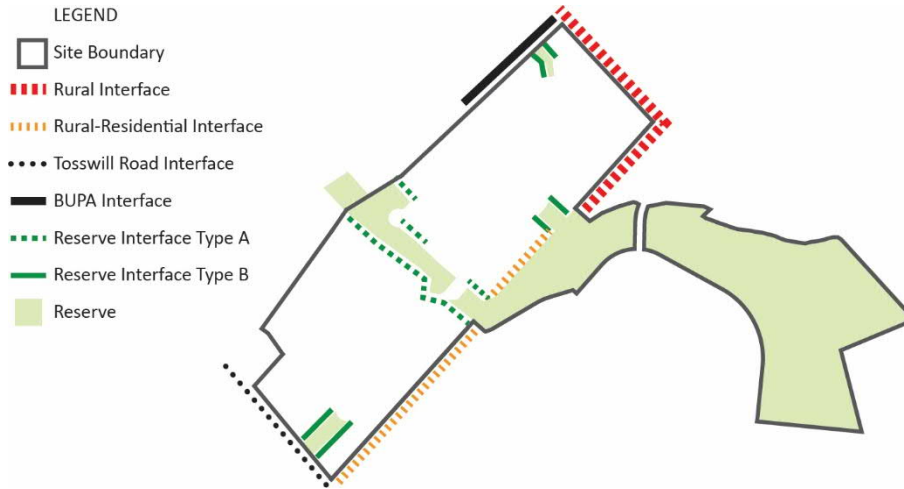 LEGEND
Site Boundary
Rural Interface
Rural-Residential Interface
Tosswill Road Interface
BUPA Interface
Reserve Interface Type A
Reserve Interface Type B
Reserve